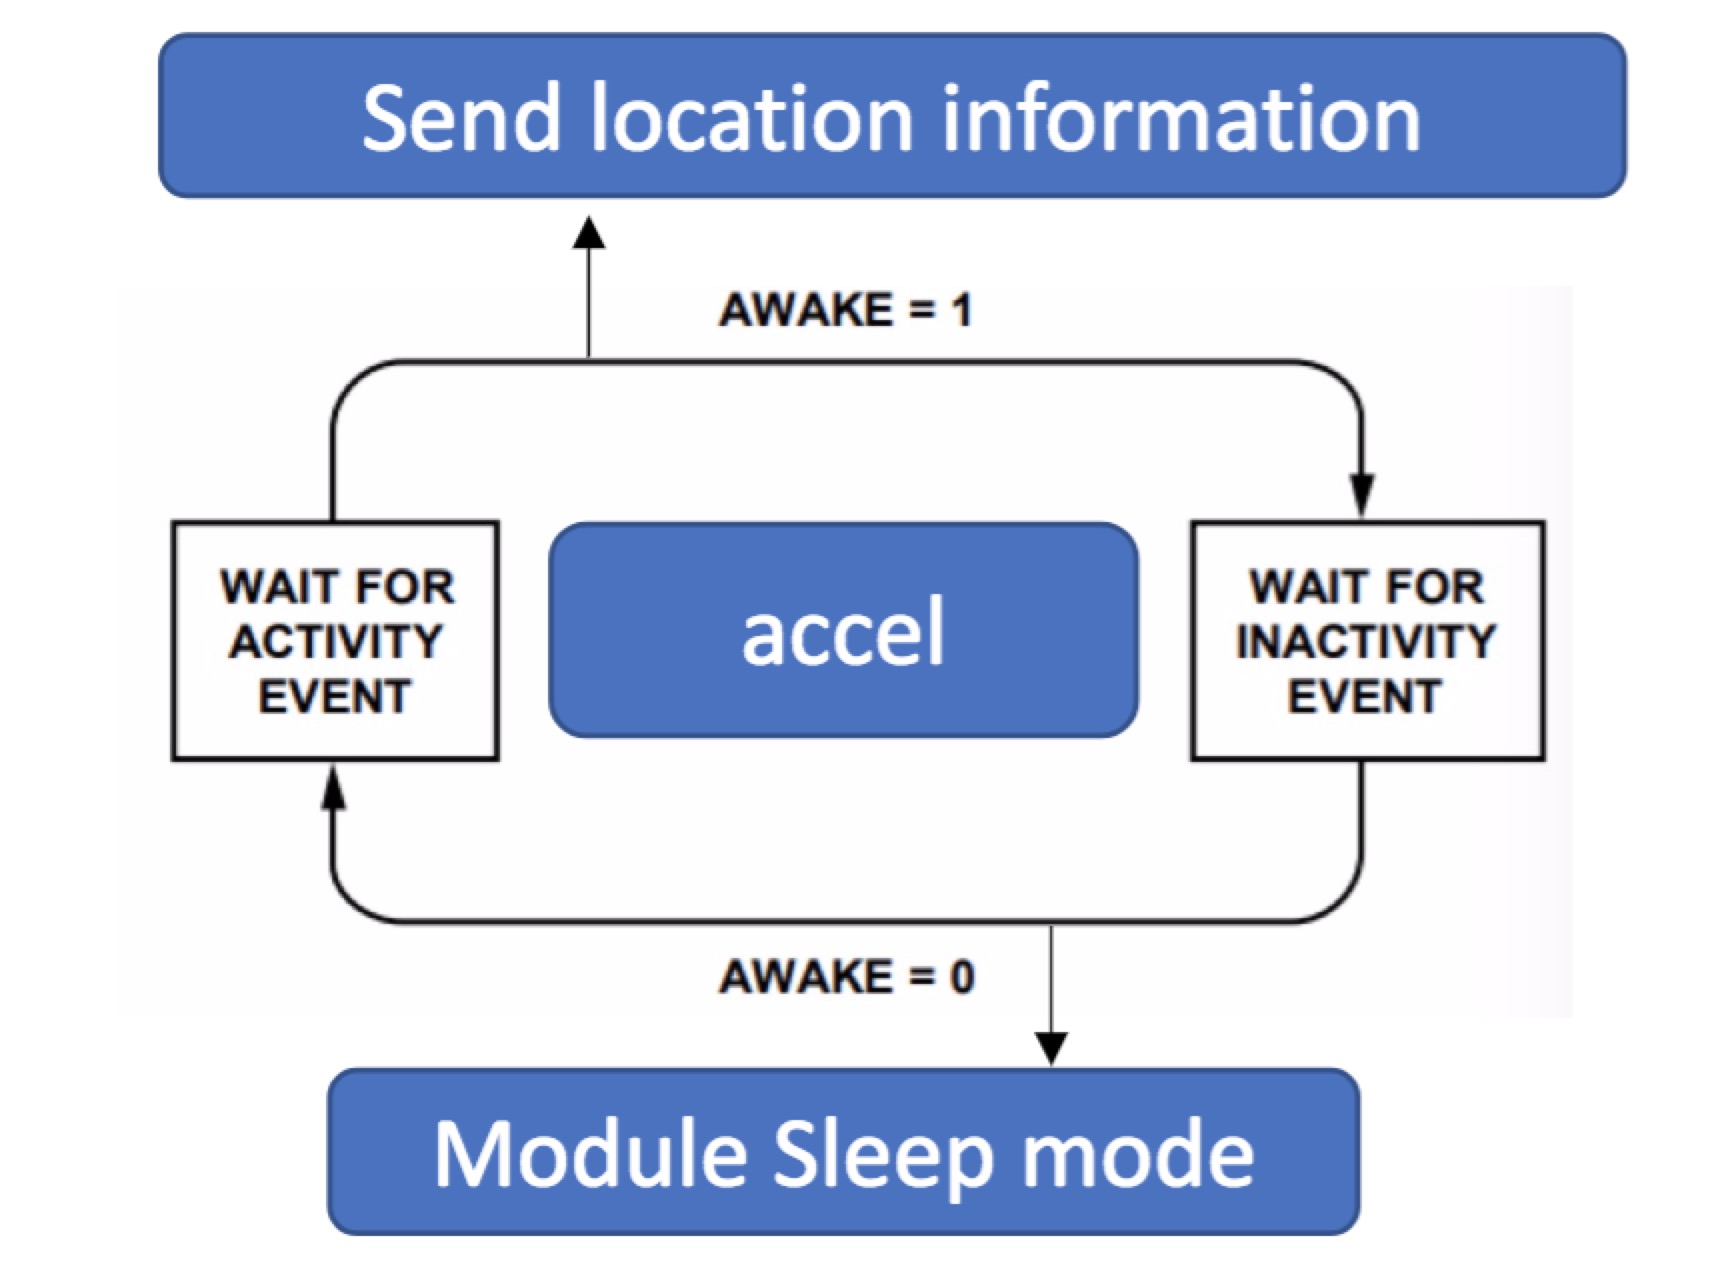 Send location information
AWAKE = 1
WAIT FOR
ACTIVITY
EVENT
accel
WAIT FOR
INACTIVITY
EVENT
AWAKE = 0
Module Sleep mode